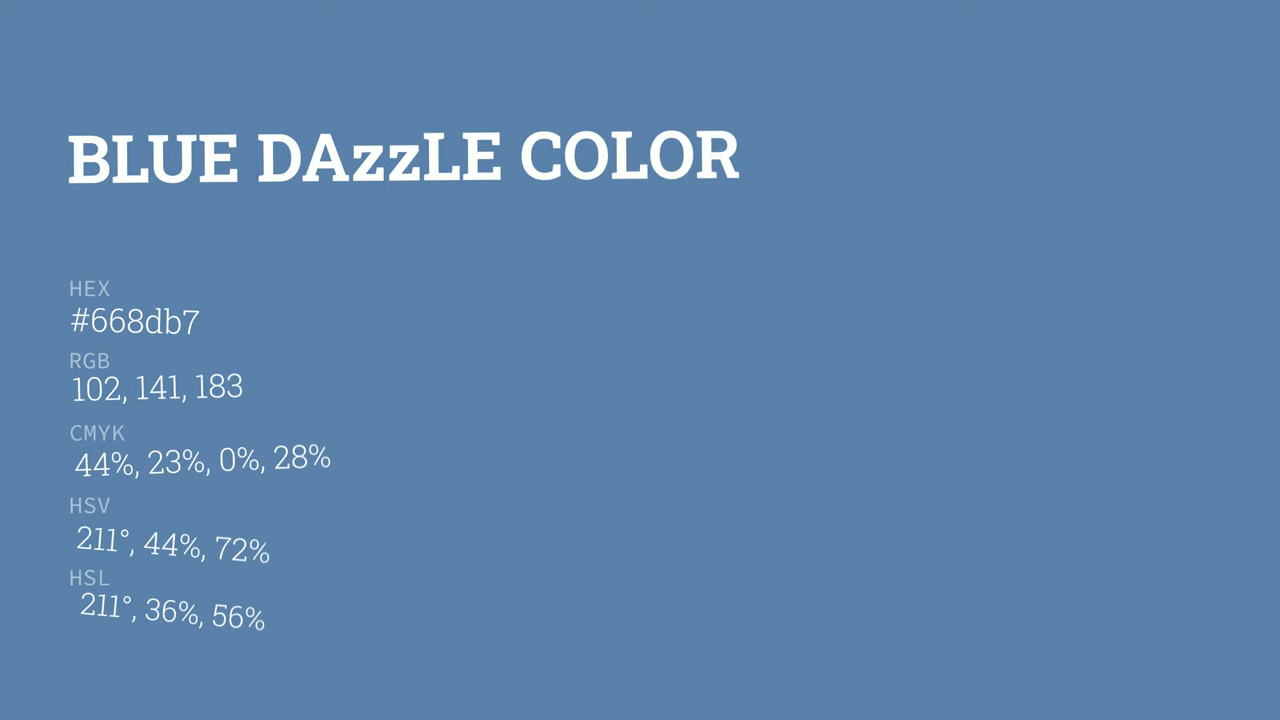 BLUE DAzzLE COLOR
HEX
#668db7
RGB
102, 141, 183
CMYK
44%, 23%, 0%, 28%
HSV
211°, 44%, 72%
HSL
211°, 36%, 56%